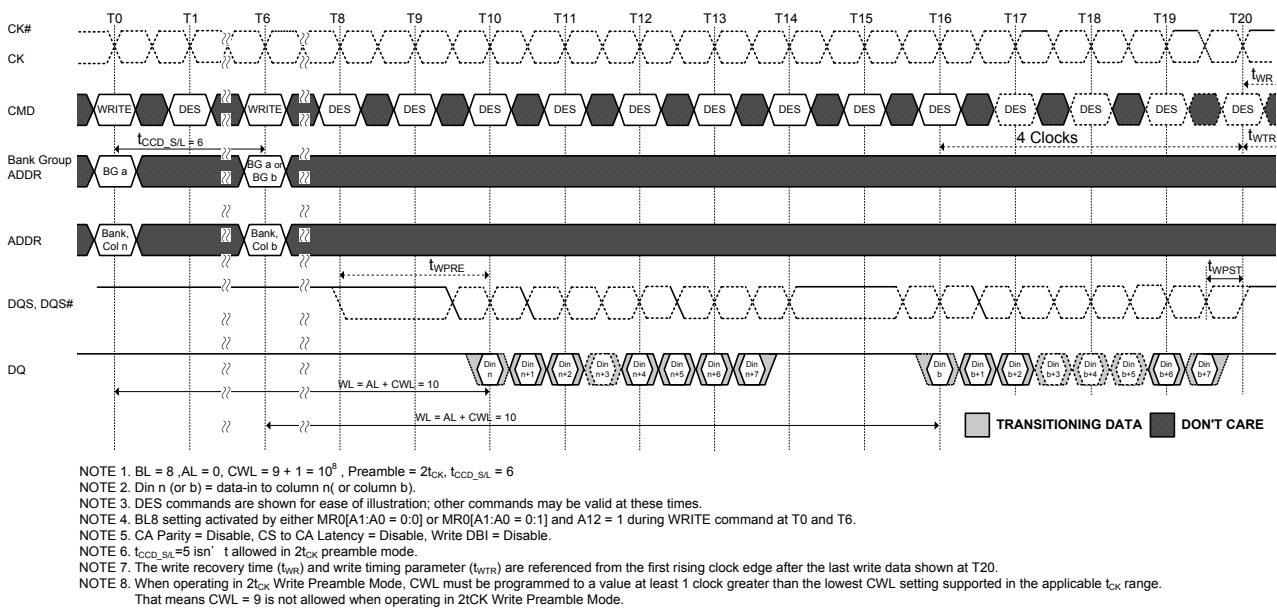 T0 T1 T6 T8 T9 T10 T11 T12 T13 T14 T15 T16 T17 T18 T19 T20
CK#
CK
tWR
CMD WRITE DES WRITE DES DES DES DES DES DES DES DES DES DES DES DES DES
tCCD_S/L = 6
4 Clocks
tWTR
Bank Group
ADDR
BG a
BG a or
BG b
ADDR
Bank,
Col n
Bank,
Col b
tWPRE
tWPST
DQS, DQS#
DQ
Din n Din n+1 Din n+2 Din n+3 Din n+4 Din n+5 Din n+6 Din n+7 Din b Din b+1 Din b+2 Din b+3 Din b+4 Din b+5 Din b+6 Din b+7
WL = AL + CWL = 10
WL = AL + CWL = 10
TRANSITIONING DATA DON'T CARE
NOTE 1. BL = 8 ,AL = 0, CWL = 9 + 1 = 10⁸ , Preamble = 2tCK, tCCD_S/L = 6
NOTE 2. Din n (or b) = data-in to column n( or column b).
NOTE 3. DES commands are shown for ease of illustration; other commands may be valid at these times.
NOTE 4. BL8 setting activated by either MR0[A1:A0 = 0:0] or MR0[A1:A0 = 0:1] and A12 = 1 during WRITE command at T0 and T6.
NOTE 5. CA Parity = Disable, CS to CA Latency = Disable, Write DBI = Disable.
NOTE 6. tCCD_S/L=5 isn' t allowed in 2tCK preamble mode.
NOTE 7. The write recovery time (tWR) and write timing parameter (tWTR) are referenced from the first rising clock edge after the last write data shown at T20.
NOTE 8. When operating in 2tCK Write Preamble Mode, CWL must be programmed to a value at least 1 clock greater than the lowest CWL setting supported in the applicable tCK range.
That means CWL = 9 is not allowed when operating in 2tCK Write Preamble Mode.